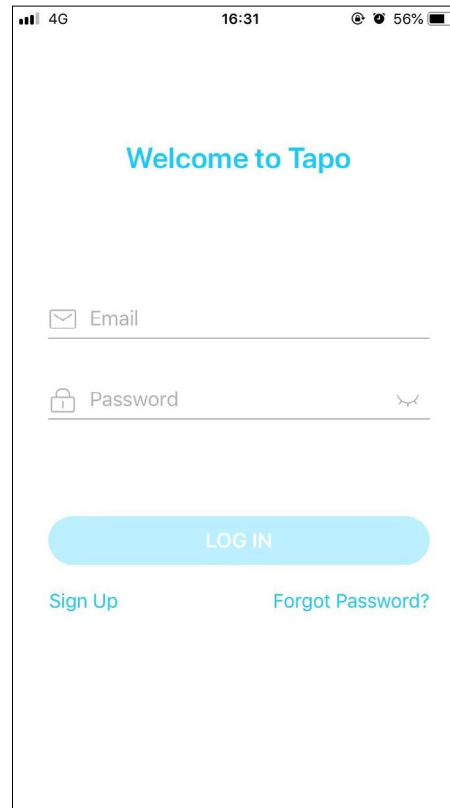 4G 16:31 56%
Welcome to Tapo
Email
Password
LOG IN
Sign Up Forgot Password?